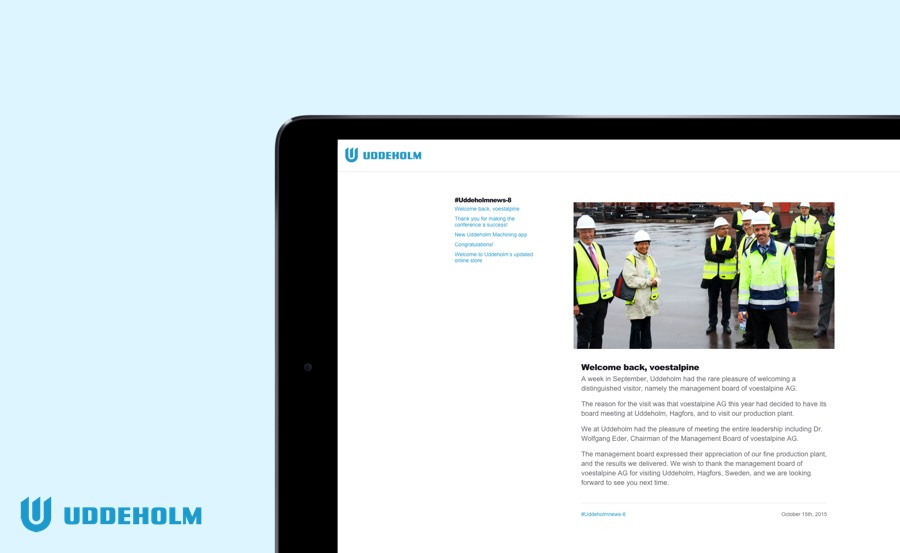 UDDEHOLM
#Uddeholmnews-8
Welcome back, voestalpine
Thank you for making the
conference a success!
New Uddeholm Machining app
Congratulations!
Welcome to Uddeholm's updated
online store
Welcome back, voestalpine
A week in September, Uddeholm had the rare pleasure of welcoming a
distinguished visitor, namely the management board of voestalpine AG.
The reason for the visit was that voestalpine AG this year had decided to have its
board meeting at Uddeholm, Hagfors, and to visit our production plant.
We at Uddeholm had the pleasure of meeting the entire leadership including Dr.
Wolfgang Eder, Chairman of the Management Board of voestalpine AG.
The management board expressed their appreciation of our fine production plant,
and the results we delivered. We wish to thank the management board of
voestalpine AG for visiting Uddeholm, Hagfors, Sweden, and we are looking
forward to see you next time.
#Uddeholmnews-8
October 15th, 2015
UDDEHOLM